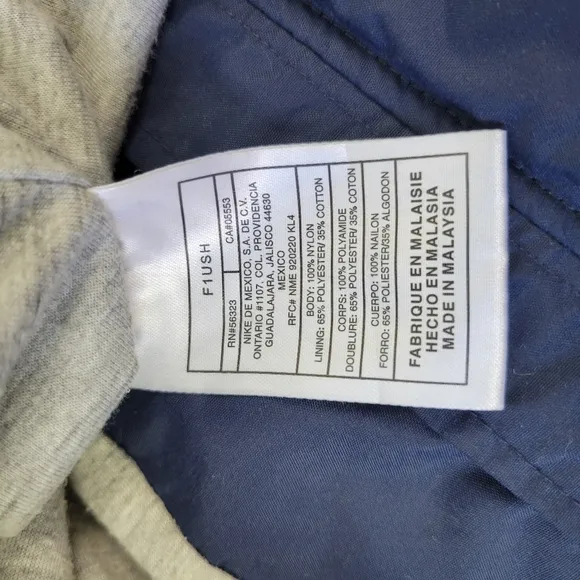 F1USH
RN#56323 CA#05553
NIKE DE MEXICO, S.A. DE C.V.
ONTARIO #1107, COL. PROVIDENCIA
GUADALAJARA, JALISCO 44630
MEXICO
RFC# NME 920220 KL4
BODY: 100% NYLON
LINING: 65% POLYESTER/ 35% COTTON
CORPS: 100% POLYAMIDE
DOUBLURE: 65% POLYESTER/ 35% COTON
CUERPO: 100% NAILON
FORRO: 65% POLIESTER/35% ALGODON
FABRIQUE EN MALAISIE
HECHO EN MALASIA
MADE IN MALAYSIA